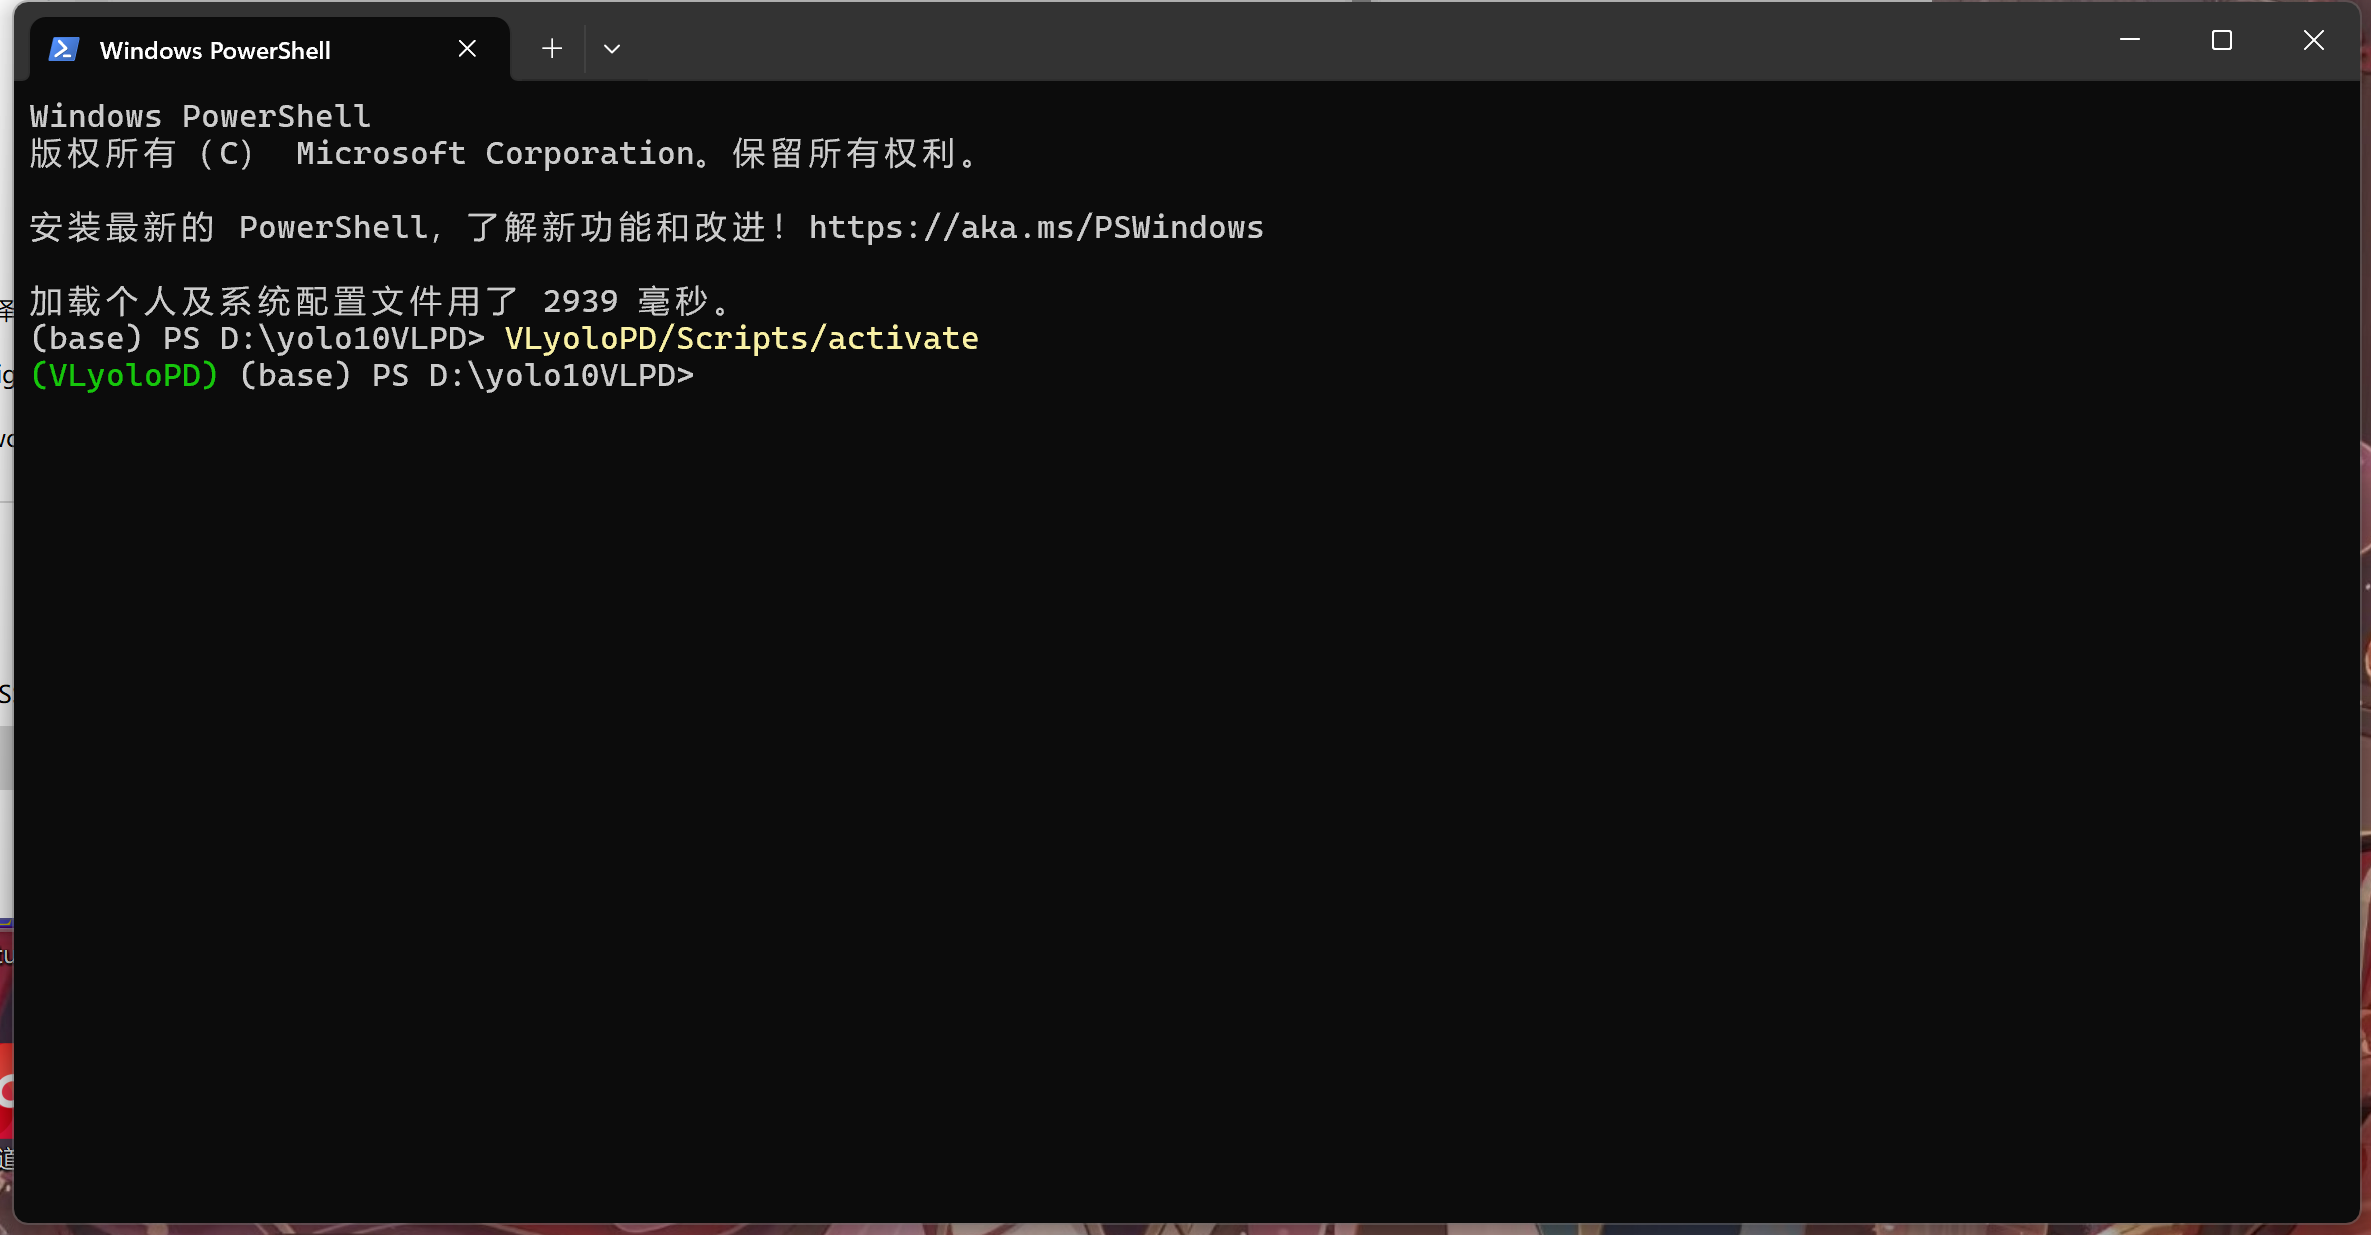 Windows PowerShell
Windows PowerShell
版权所有（C） Microsoft Corporation。保留所有权利。
安装最新的 PowerShell，了解新功能和改进！https://aka.ms/PSWindows
加载个人及系统配置文件用了 2939 毫秒。
(base) PS D:\yolo10VLPD> VLyoloPD/Scripts/activate
(VLyoloPD) (base) PS D:\yolo10VLPD>